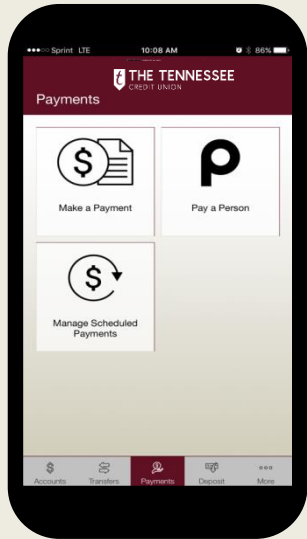 Sprint LTE 10:08 AM 86%
THE TENNESSEE
CREDIT UNION
Payments
Make a Payment
Pay a Person
Manage Scheduled
Payments
Accounts Transfers Payments Deposit More